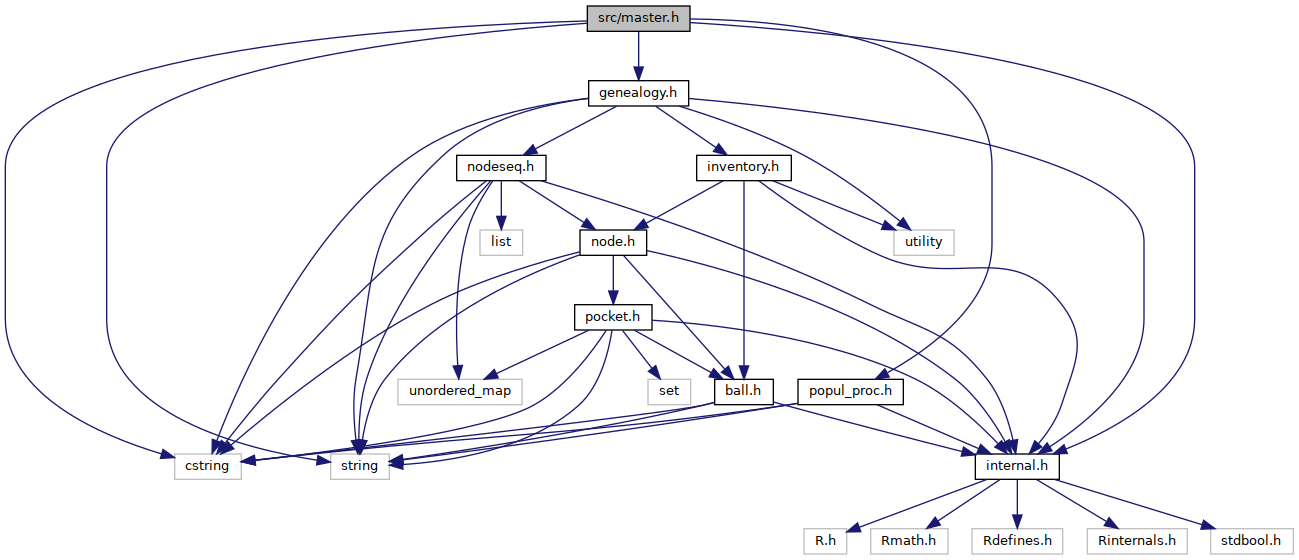 src/master.h
genealogy.h
nodeseq.h
inventory.h
list
node.h
utility
pocket.h
unordered_map
set
ball.h
popul_proc.h
cstring
string
internal.h
R.h
Rmath.h
Rdefines.h
Rinternals.h
stdbool.h